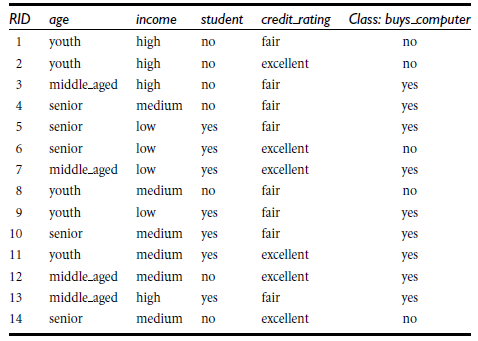 RID age income student credit_rating Class: buys_computer
1 youth high no fair no
2 youth high no excellent no
3 middle_aged high no fair yes
4 senior medium no fair yes
5 senior low yes fair yes
6 senior low yes excellent no
7 middle_aged low yes excellent yes
8 youth medium no fair no
9 youth low yes fair yes
10 senior medium yes fair yes
11 youth medium yes excellent yes
12 middle_aged medium no excellent yes
13 middle_aged high yes fair yes
14 senior medium no excellent no